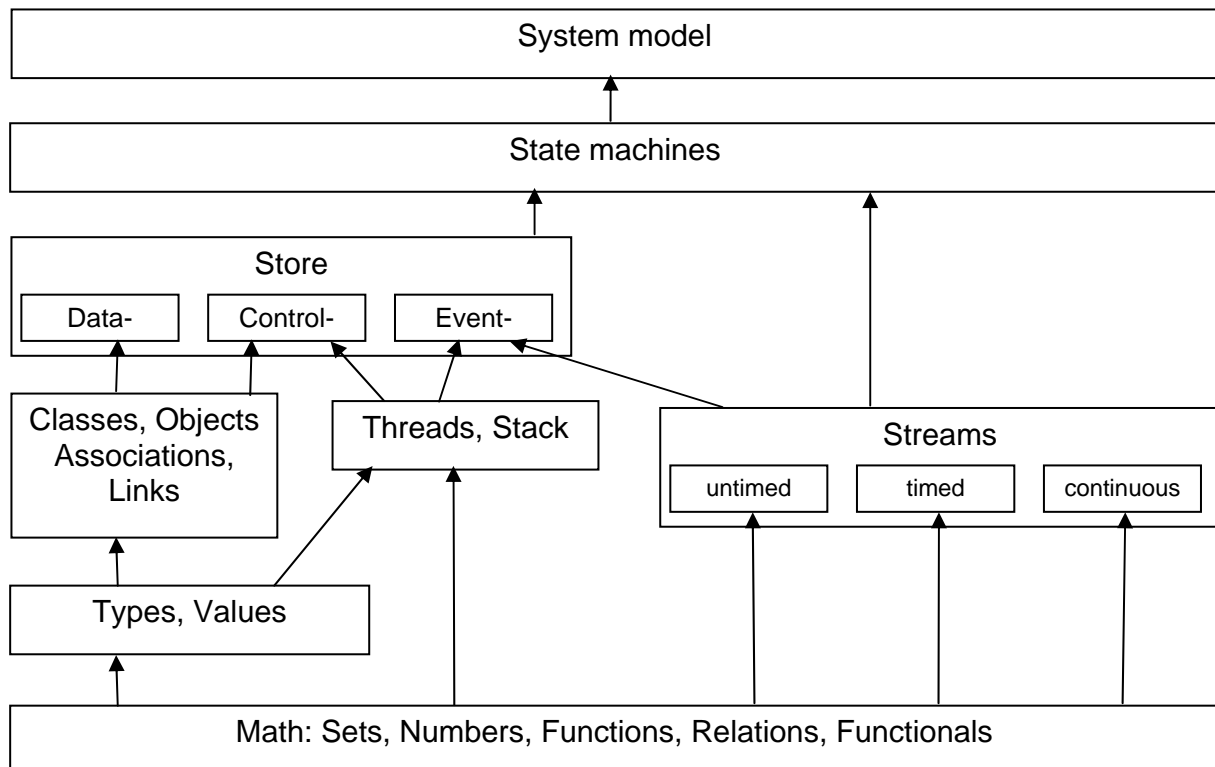 System model
State machines
Store
Data-
Control-
Event-
Classes, Objects
Associations,
Links
Threads, Stack
Streams
untimed
timed
continuous
Types, Values
Math: Sets, Numbers, Functions, Relations, Functionals